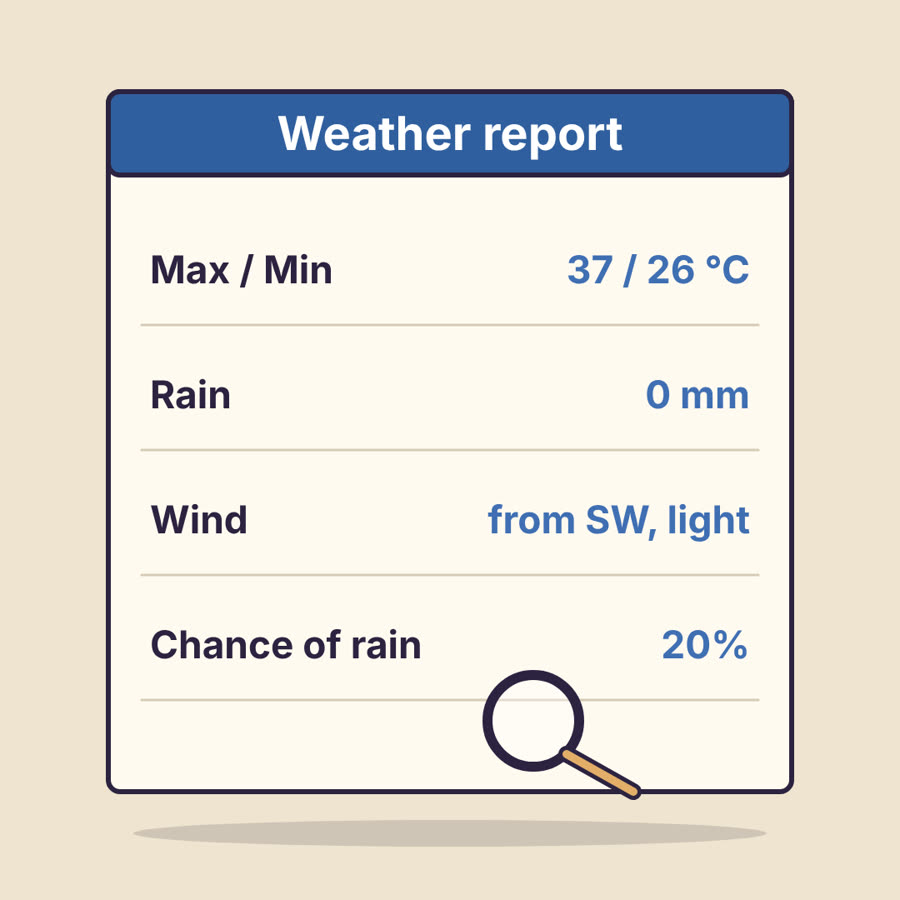 Weather report
Max / Min 37 / 26 °C
Rain 0 mm
Wind from SW, light
Chance of rain 20%